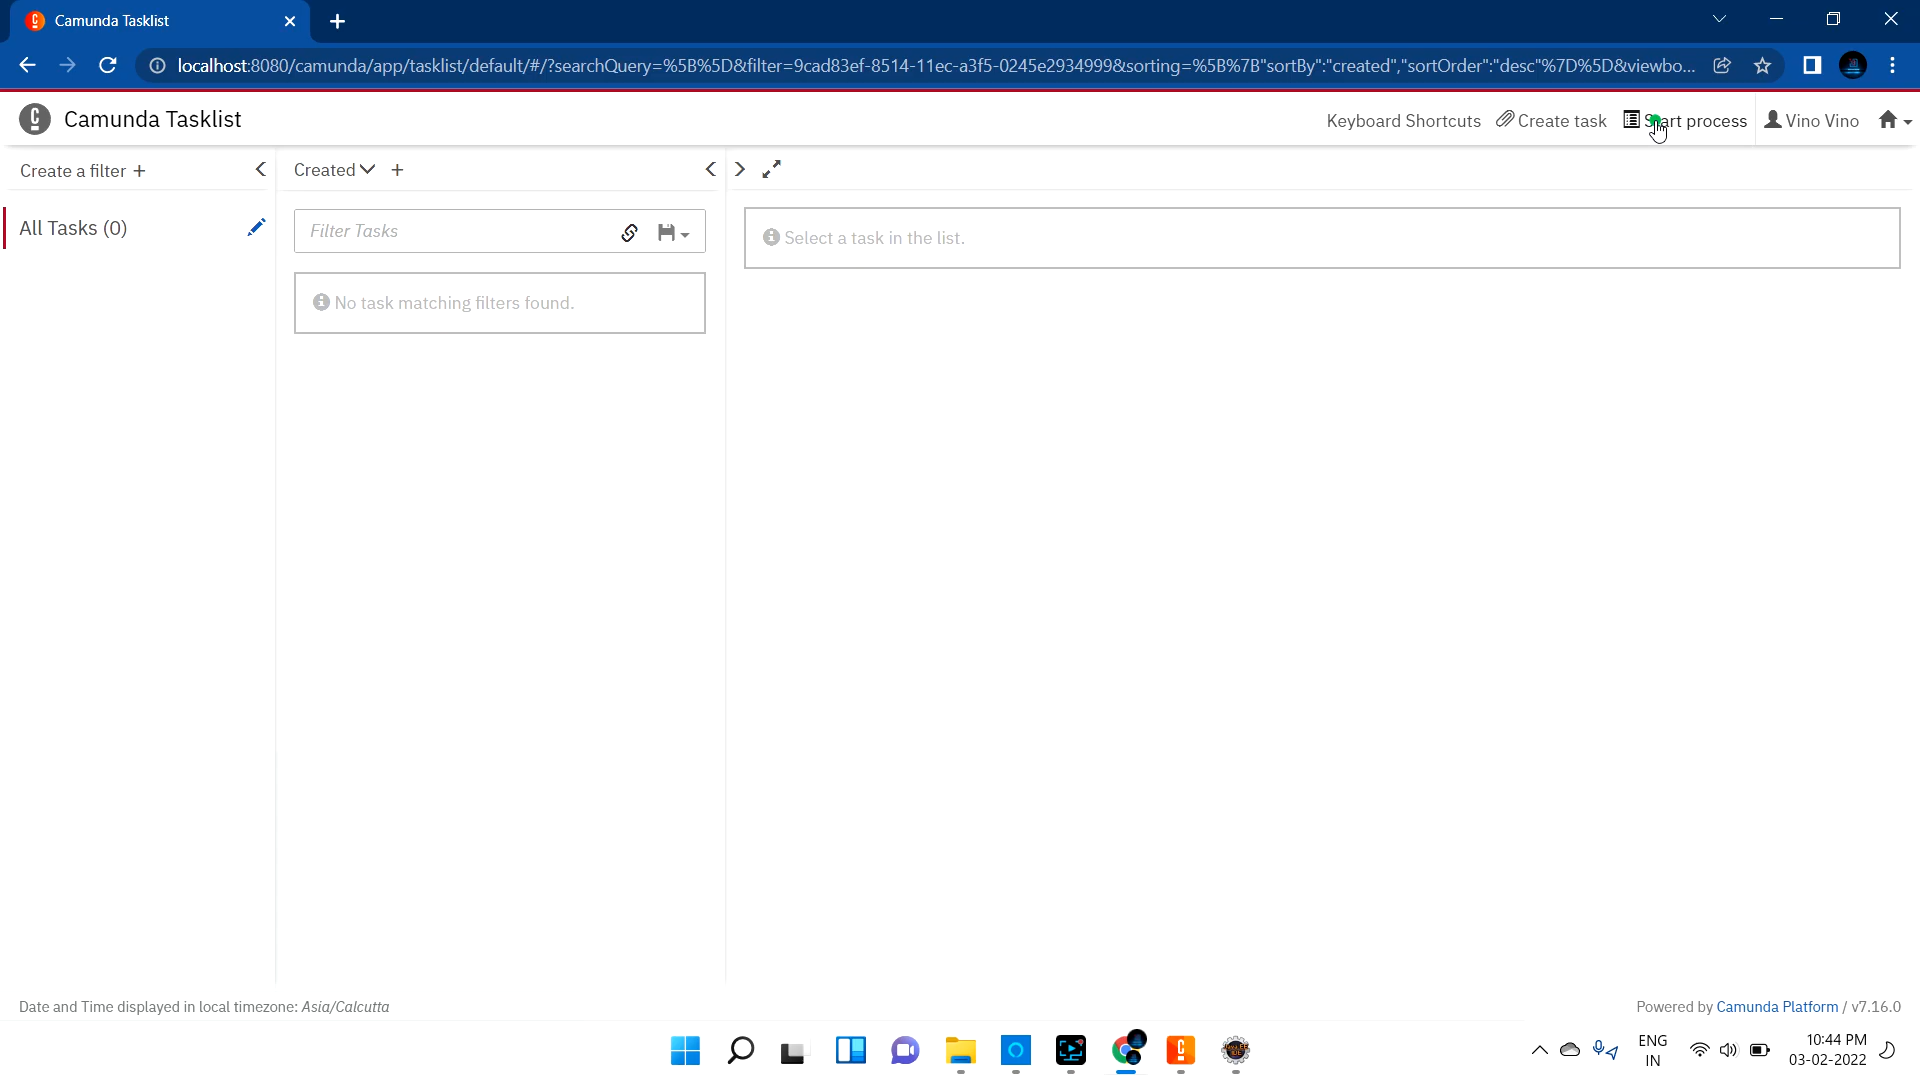 Camunda Tasklist
localhost:8080/camunda/app/tasklist/default/#/?searchQuery=%5B%5D&filter=9cad83ef-8514-11ec-a3f5-0245e2934999&sorting=%5B%7B"sortBy":"created","sortOrder":"desc"%7D%5D&viewbo...
Camunda Tasklist
Keyboard Shortcuts Create task Start process Vino Vino
Create a filter +
Created +
All Tasks (0)
Filter Tasks
Select a task in the list.
No task matching filters found.
Date and Time displayed in local timezone: Asia/Calcutta
Powered by Camunda Platform / v7.16.0
ENG
IN
10:44 PM
03-02-2022